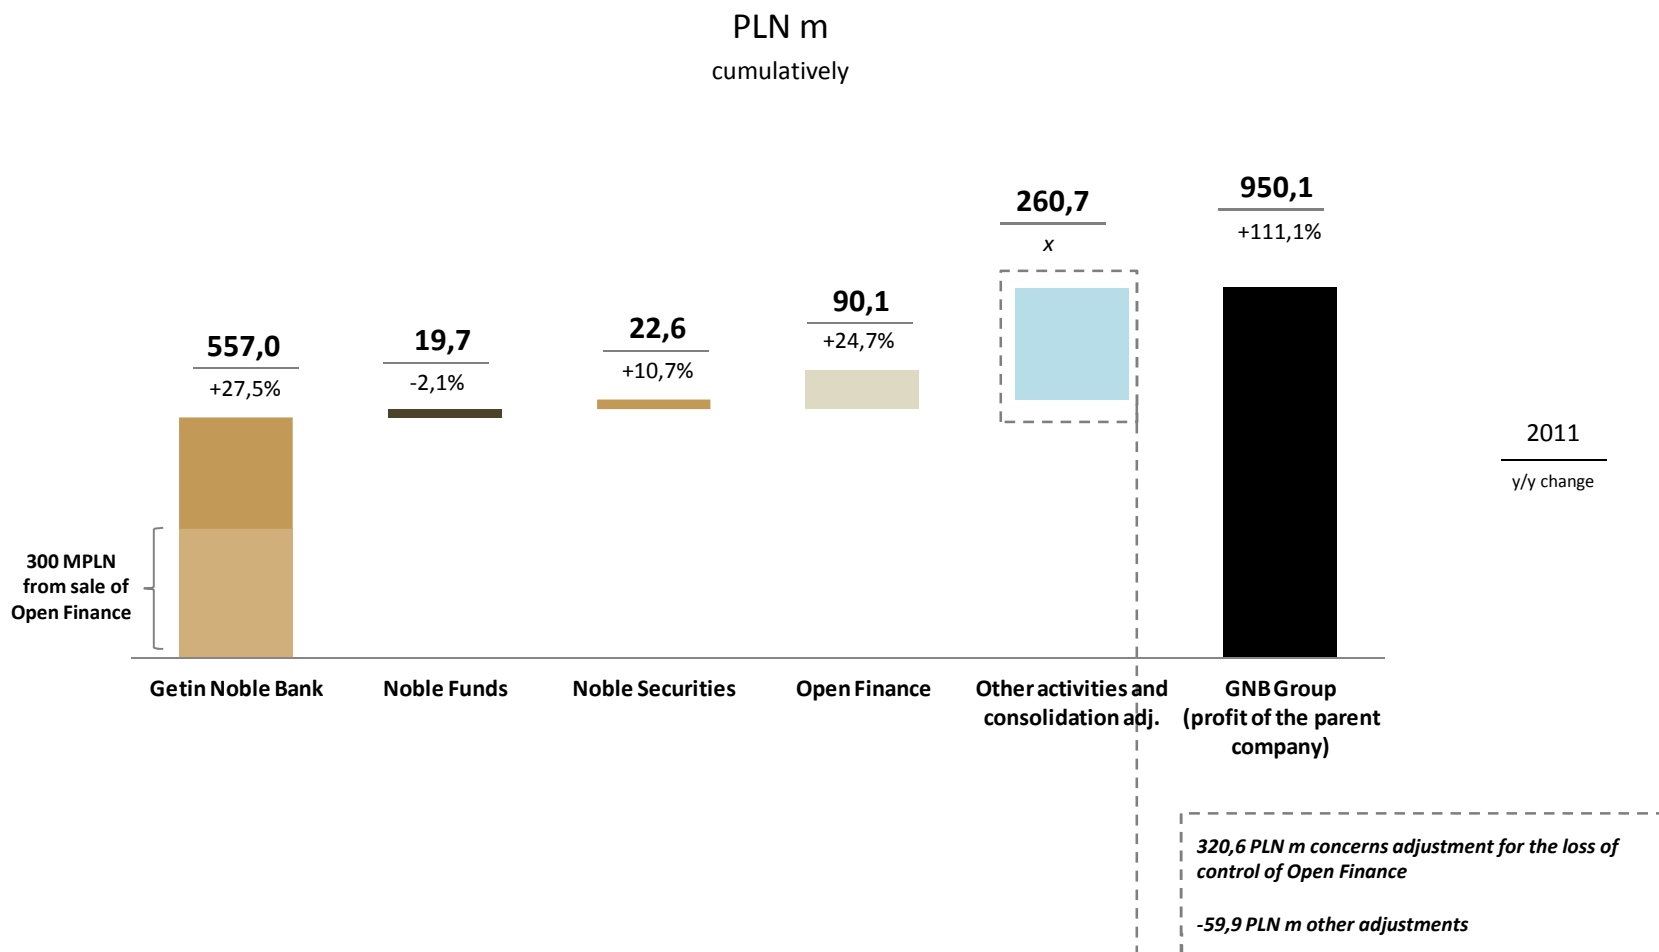 PLN m
cumulatively
557,0
+27,5%
19,7
-2,1%
22,6
+10,7%
90,1
+24,7%
260,7
x
950,1
+111,1%
2011
y/y change
300 MPLN
from sale of
Open Finance
Getin Noble Bank
Noble Funds
Noble Securities
Open Finance
Other activities and
consolidation adj.
GNB Group
(profit of the parent
company)
320,6 PLN m concerns adjustment for the loss of
control of Open Finance
-59,9 PLN m other adjustments